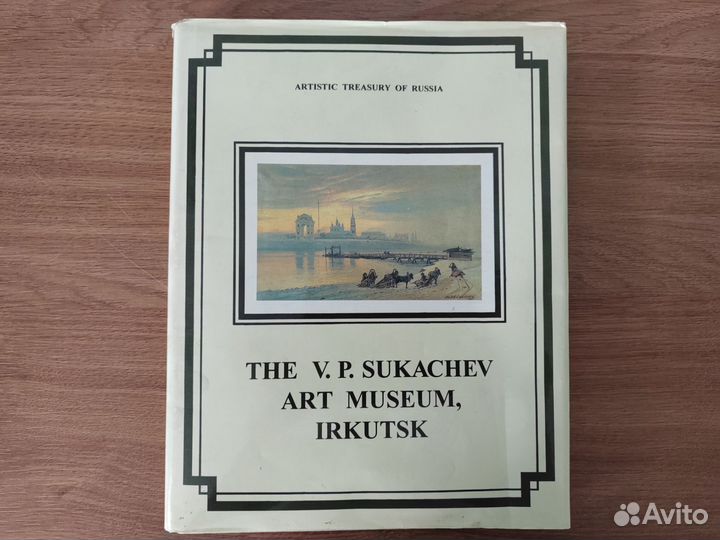 ARTISTIC TREASURY OF RUSSIA
THE V. P. SUKACHEV
ART MUSEUM,
IRKUTSK
Avito